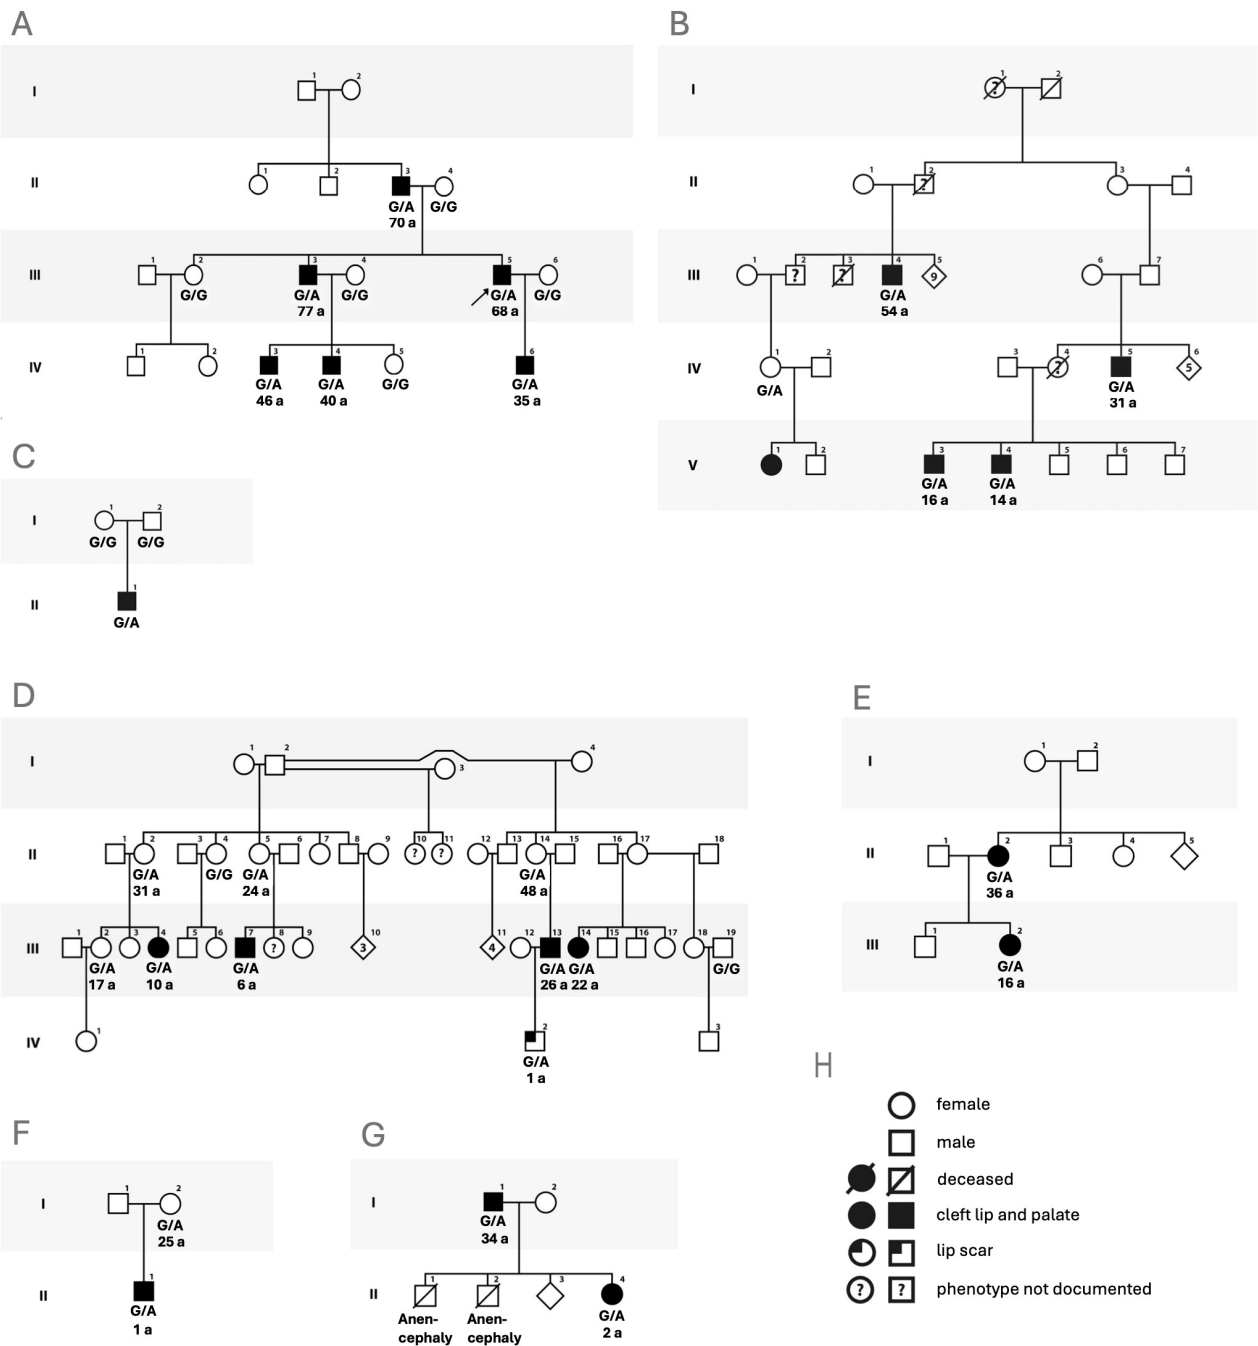 A
1 2
I
1 2 3 4
II
G/A G/G
70 a
1 2 3 4 5 6
III
G/G G/A G/G G/A G/G
77 a 68 a
1 2 3 4 5 6
IV
G/A G/A G/G G/A
46 a 40 a 35 a
B
1 2
I ?
1 2 3 4
II ?
1 2 3 4 5 6 7
III ? ? 9
G/A
54 a
1 2 3 4 5 6
IV ? 5
G/A G/A
31 a
1 2 3 4 5 6 7
V
G/A G/A
16 a 14 a
C
1 2
I
G/G G/G
1
II
G/A
D
1 2 3 4
I
1 2 3 4 5 6 7 8 9 10 11 12 13 14 15 16 17 18
II ? ?
G/A G/G G/A G/A
31 a 24 a 48 a
1 2 3 4 5 6 7 8 9 10 11 12 13 14 15 16 17 18 19
III ? 3 4
G/A G/A G/A G/A G/A G/G
17 a 10 a 6 a 26 a 22 a
1 2 3
IV
G/A
1 a
E
1 2
I
1 2 3 4 5
II
G/A
36 a
1 2
III
G/A
16 a
F
1 2
I
G/A
25 a
1
II
G/A
1 a
G
1 2
I
G/A
34 a
1 2 3 4
II
Anen- Anen- G/A
cephaly cephaly 2 a
H
female
male
deceased
cleft lip and palate
lip scar
? ? phenotype not documented